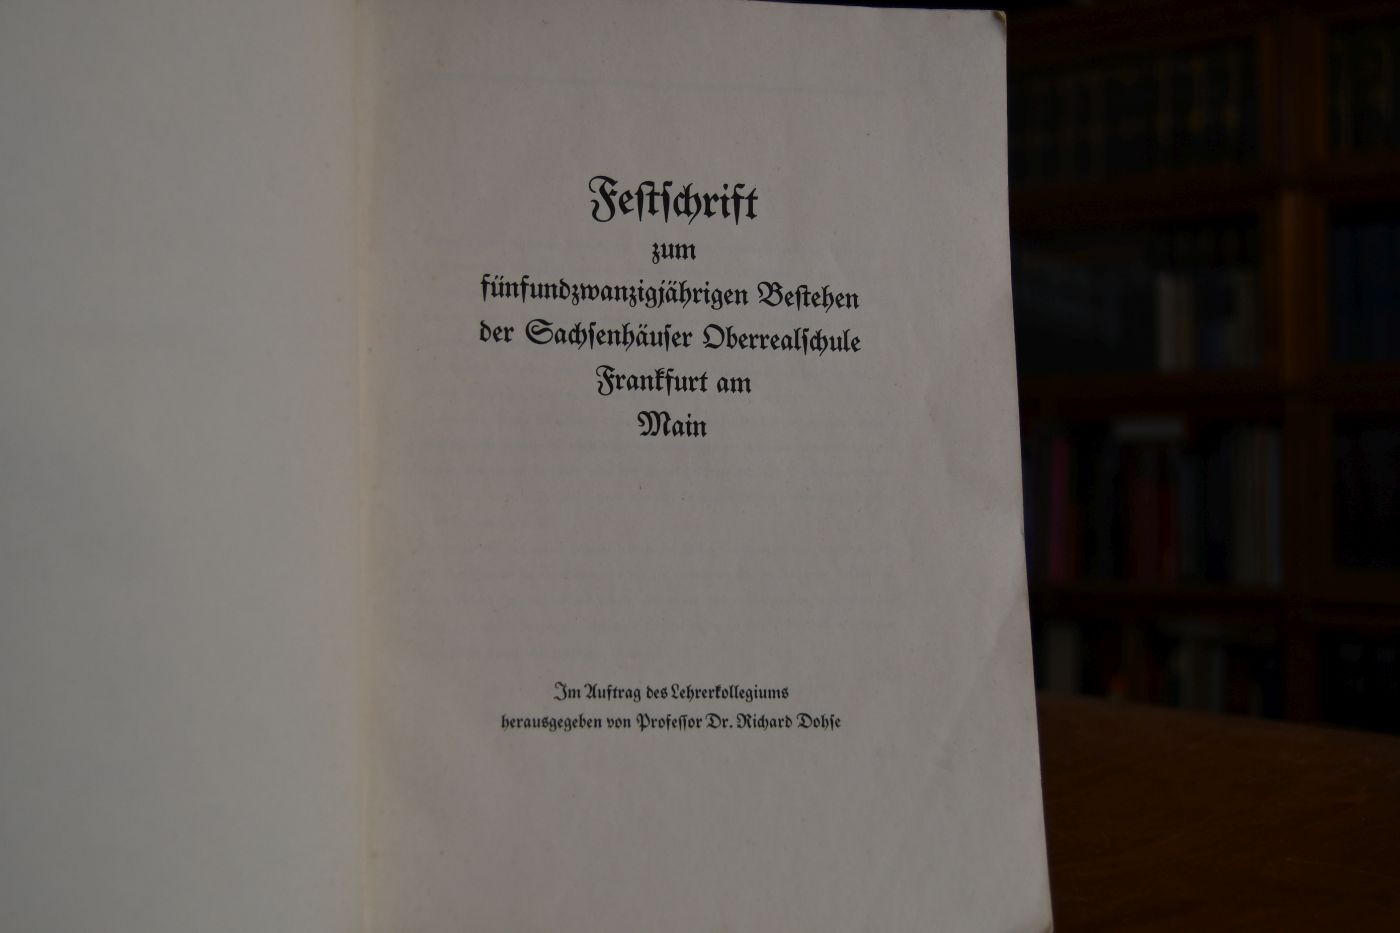 Festschrift
zum
fünfundzwanzigjährigen Bestehen
der Sachsenhäuser Oberrealschule
Frankfurt am
Main
Im Auftrag des Lehrerkollegiums
herausgegeben von Professor Dr. Richard Dohse